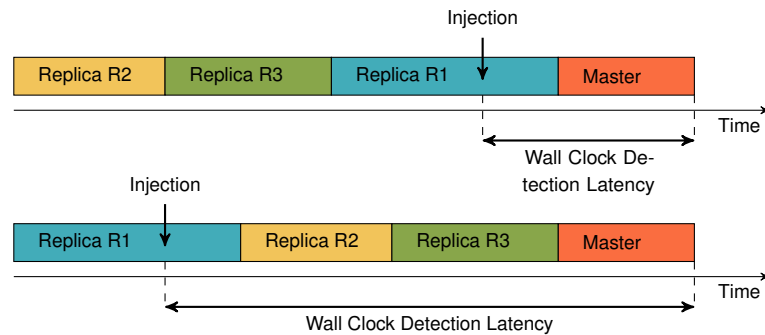 Injection
Replica R2 Replica R3 Replica R1 Master
Time
Wall Clock De-
tection Latency
Injection
Replica R1 Replica R2 Replica R3 Master
Time
Wall Clock Detection Latency